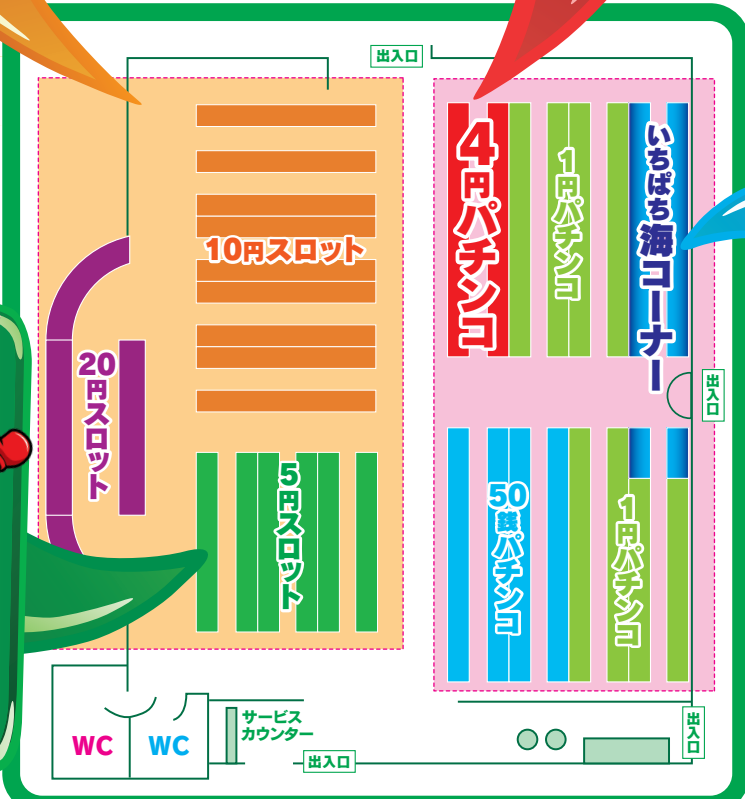 出入口
4円パチンコ
1円パチンコ
いちぱち海コーナー
10円スロット
20円スロット
出入口
5円スロット
50銭パチンコ
1円パチンコ
WC
WC
サービス
カウンター
出入口
出入口